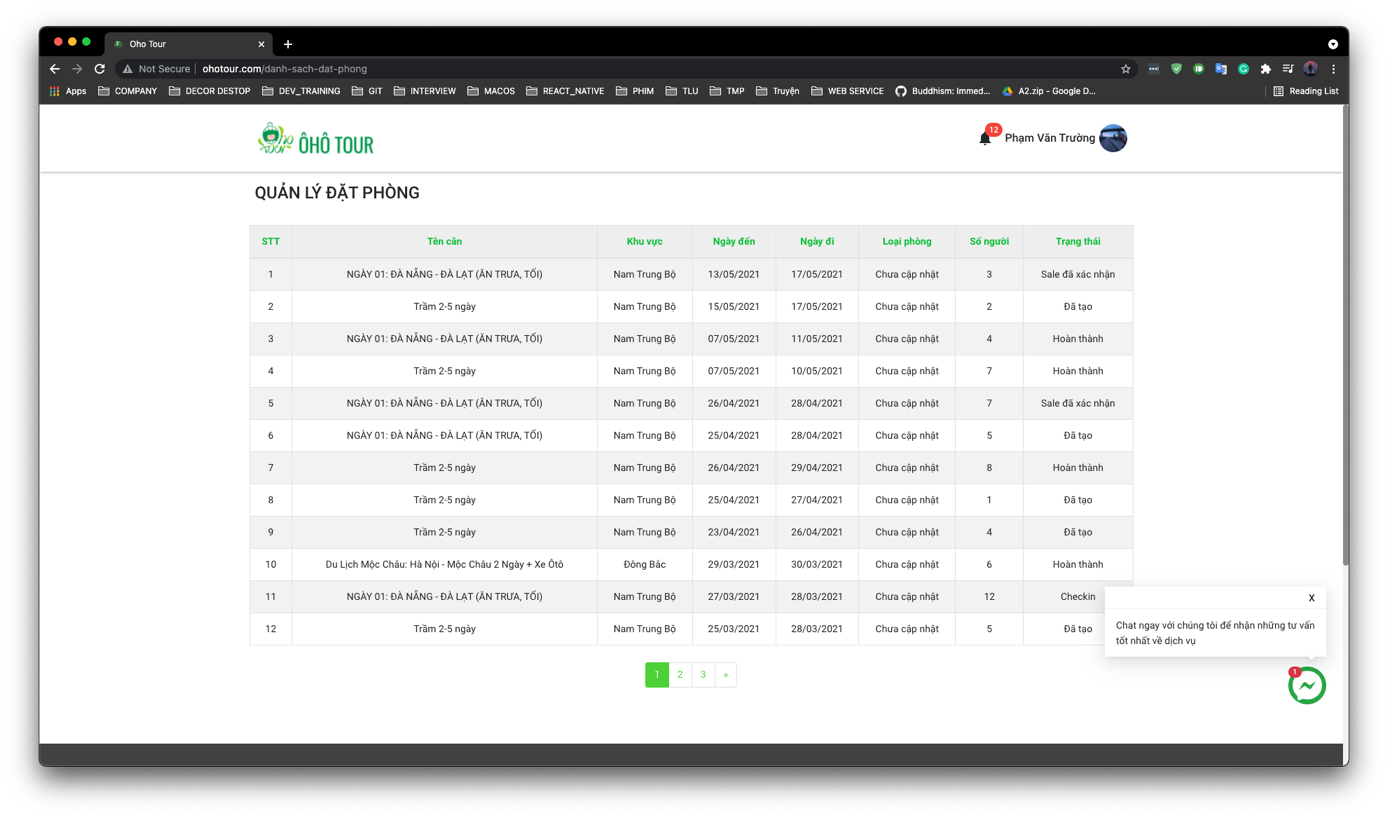 Oho Tour
Not Secure ohotour.com/danh-sach-dat-phong
Apps COMPANY DECOR DESTOP DEV_TRAINING GIT INTERVIEW MACOS REACT_NATIVE PHIM TLU TMP Truyện WEB SERVICE Buddhism: Immed... A2.zip - Google D... Reading List
Oho Tour ÔHÔ TOUR 12 Phạm Văn Trường
QUẢN LÝ ĐẶT PHÒNG
STT Tên căn Khu vực Ngày đến Ngày đi Loại phòng Số người Trạng thái
1 NGÀY 01: ĐÀ NẴNG - ĐÀ LẠT (ĂN TRƯA, TỐI) Nam Trung Bộ 13/05/2021 17/05/2021 Chưa cập nhật 3 Sale đã xác nhận
2 Trầm 2-5 ngày Nam Trung Bộ 15/05/2021 17/05/2021 Chưa cập nhật 2 Đã tạo
3 NGÀY 01: ĐÀ NẴNG - ĐÀ LẠT (ĂN TRƯA, TỐI) Nam Trung Bộ 07/05/2021 11/05/2021 Chưa cập nhật 4 Hoàn thành
4 Trầm 2-5 ngày Nam Trung Bộ 07/05/2021 10/05/2021 Chưa cập nhật 7 Hoàn thành
5 NGÀY 01: ĐÀ NẴNG - ĐÀ LẠT (ĂN TRƯA, TỐI) Nam Trung Bộ 26/04/2021 28/04/2021 Chưa cập nhật 7 Sale đã xác nhận
6 NGÀY 01: ĐÀ NẴNG - ĐÀ LẠT (ĂN TRƯA, TỐI) Nam Trung Bộ 25/04/2021 28/04/2021 Chưa cập nhật 5 Đã tạo
7 Trầm 2-5 ngày Nam Trung Bộ 26/04/2021 29/04/2021 Chưa cập nhật 8 Hoàn thành
8 Trầm 2-5 ngày Nam Trung Bộ 25/04/2021 27/04/2021 Chưa cập nhật 1 Đã tạo
9 Trầm 2-5 ngày Nam Trung Bộ 23/04/2021 26/04/2021 Chưa cập nhật 4 Đã tạo
10 Du Lịch Mộc Châu: Hà Nội - Mộc Châu 2 Ngày + Xe Ôtô Đông Bắc 29/03/2021 30/03/2021 Chưa cập nhật 6 Hoàn thành
11 NGÀY 01: ĐÀ NẴNG - ĐÀ LẠT (ĂN TRƯA, TỐI) Nam Trung Bộ 27/03/2021 28/03/2021 Chưa cập nhật 12 Checkin
12 Trầm 2-5 ngày Nam Trung Bộ 25/03/2021 28/03/2021 Chưa cập nhật 5 Đã tạo
X
Chat ngay với chúng tôi để nhận những tư vấn
tốt nhất về dịch vụ
1 2 3 »
1